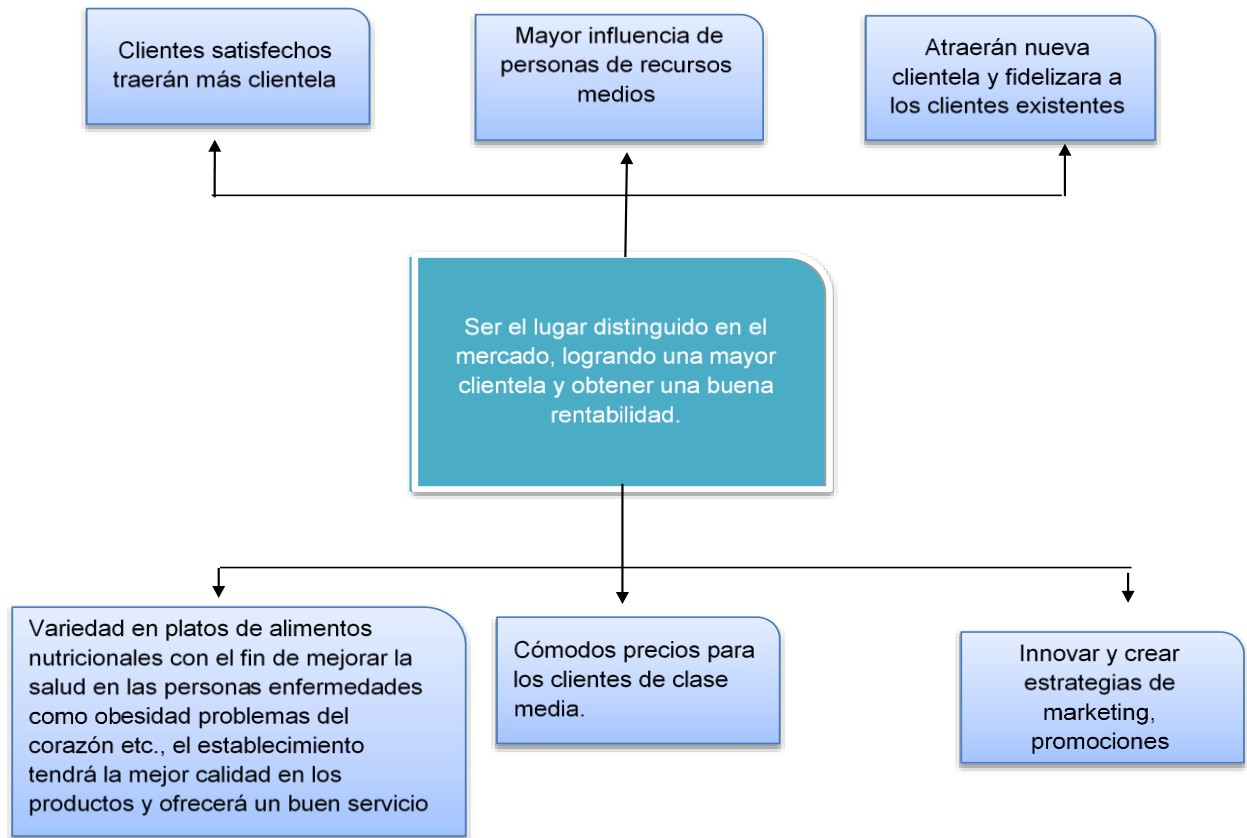 Clientes satisfechos
traerán más clientela
Mayor influencia de
personas de recursos
medios
Atraerán nueva
clientela y fidelizara a
los clientes existentes
Ser el lugar distinguido en el
mercado, logrando una mayor
clientela y obtener una buena
rentabilidad.
Variedad en platos de alimentos
nutricionales con el fin de mejorar la
salud en las personas enfermedades
como obesidad problemas del
corazón etc., el establecimiento
tendrá la mejor calidad en los
productos y ofrecerá un buen servicio
Cómodos precios para
los clientes de clase
media.
Innovar y crear
estrategias de
marketing,
promociones